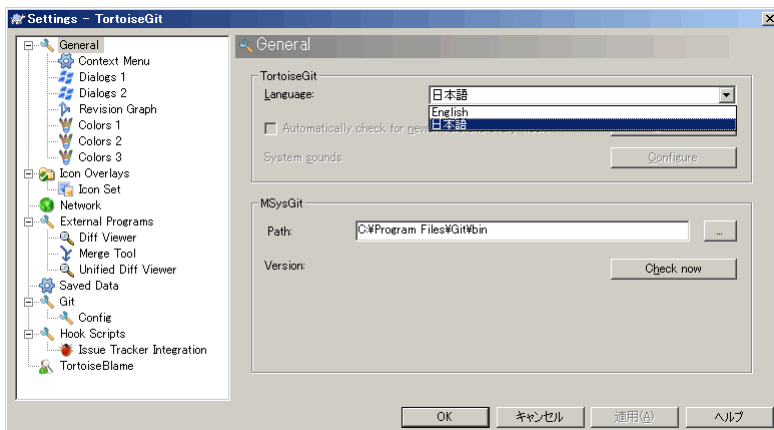 Settings - TortoiseGit
General
Context Menu
Dialogs 1
Dialogs 2
Revision Graph
Colors 1
Colors 2
Colors 3
Icon Overlays
Icon Set
Network
External Programs
Diff Viewer
Merge Tool
Unified Diff Viewer
Saved Data
Git
Config
Hook Scripts
Issue Tracker Integration
TortoiseBlame
General
TortoiseGit
Language:
日本語
English
日本語
Automatically check for
System sounds
Configure
MSysGit
Path:
C:¥Program Files¥Git¥bin
...
Version:
Check now
OK
キャンセル
適用(A)
ヘルプ